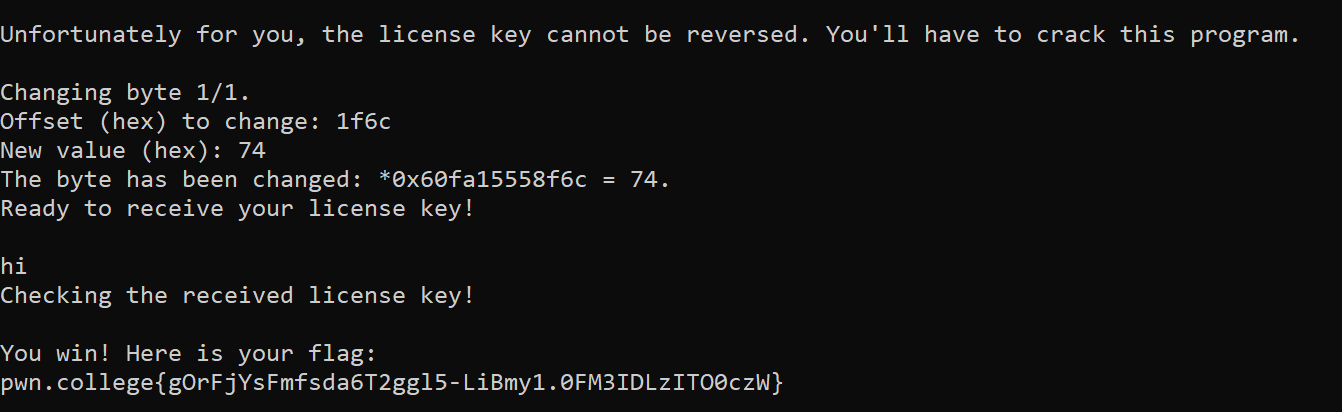 Unfortunately for you, the license key cannot be reversed. You'll have to crack this program.
Changing byte 1/1.
Offset (hex) to change: 1f6c
New value (hex): 74
The byte has been changed: *0x60fa15558f6c = 74.
Ready to receive your license key!
hi
Checking the received license key!
You win! Here is your flag:
pwn.college{gOrFjYsFmfsda6T2ggl5-LiBmy1.0FM3IDLzITO0czW}